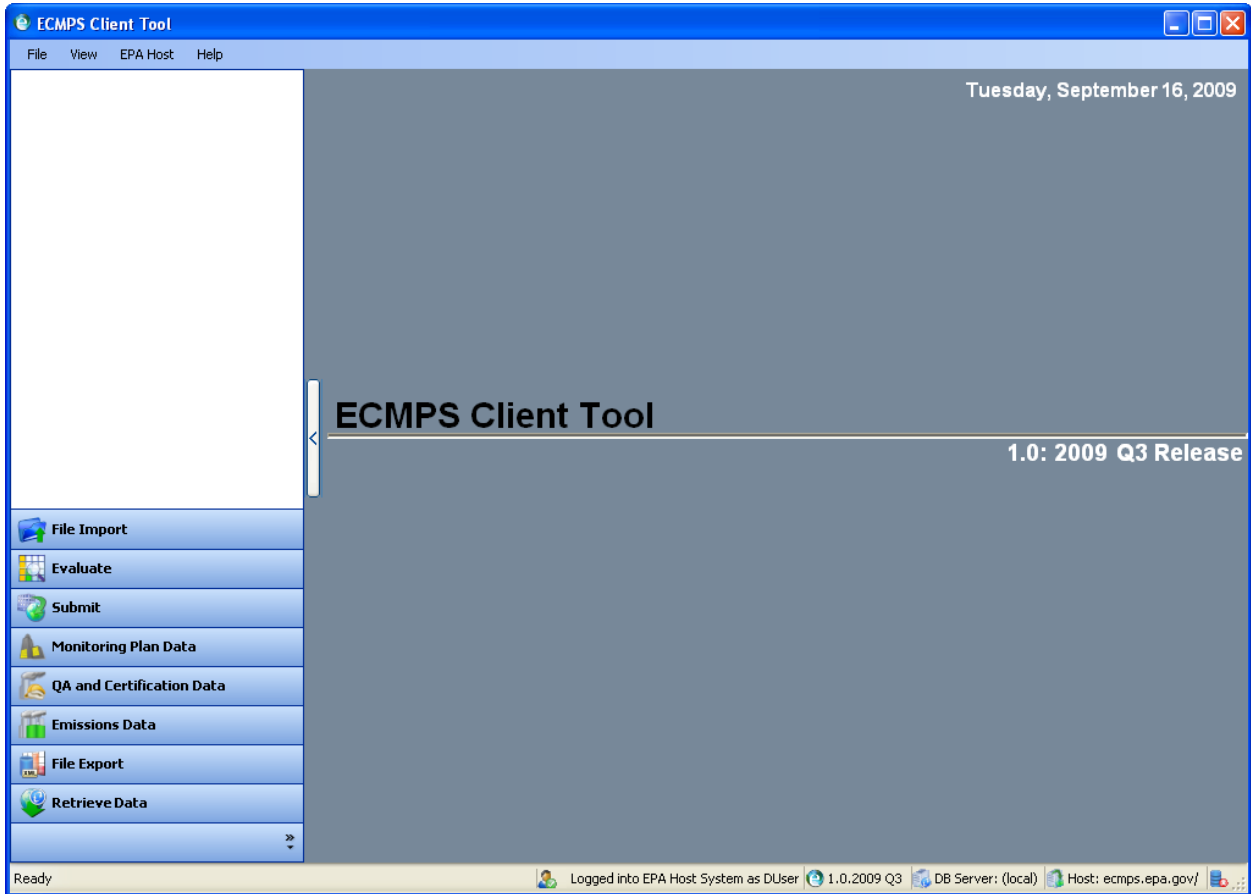 ECMPS Client Tool
File View EPA Host Help
Tuesday, September 16, 2009
ECMPS Client Tool
1.0: 2009 Q3 Release
File Import
Evaluate
Submit
Monitoring Plan Data
QA and Certification Data
Emissions Data
File Export
Retrieve Data
Ready Logged into EPA Host System as DUser 1.0.2009 Q3 DB Server: (local) Host: ecmps.epa.gov/